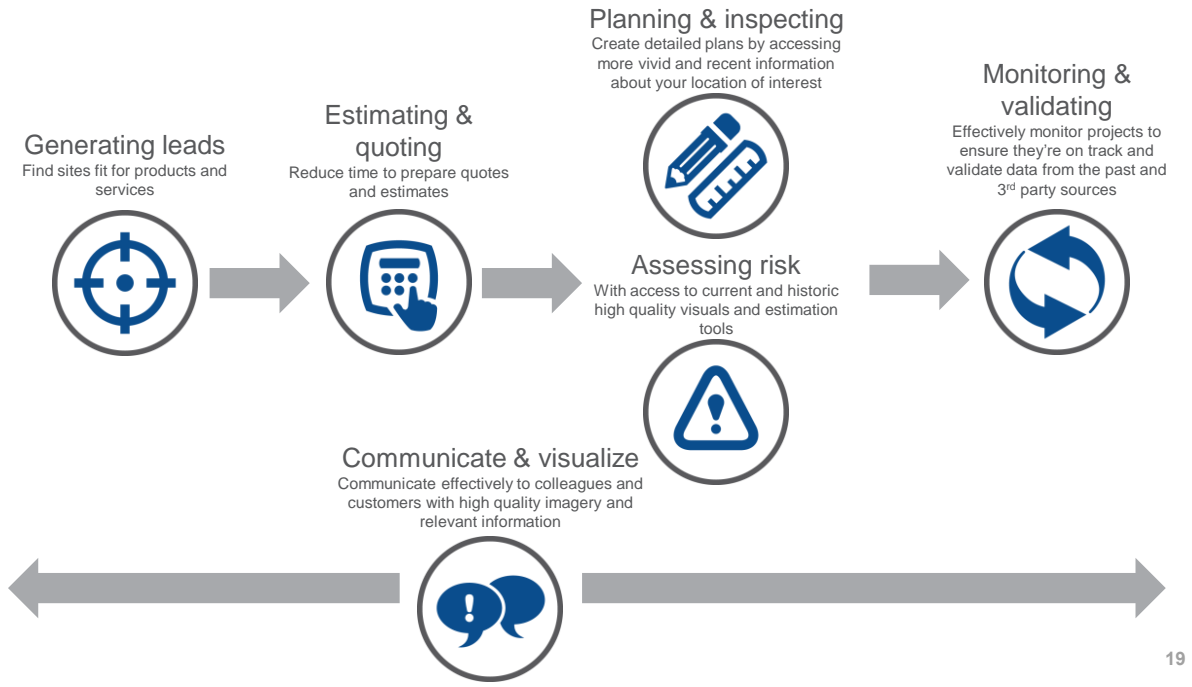 Generating leads
Find sites fit for products and
services
Estimating &
quoting
Reduce time to prepare quotes
and estimates
Planning & inspecting
Create detailed plans by accessing
more vivid and recent information
about your location of interest
Assessing risk
With access to current and historic
high quality visuals and estimation
tools
Monitoring &
validating
Effectively monitor projects to
ensure they're on track and
validate data from the past and
3rd party sources
Communicate & visualize
Communicate effectively to colleagues and
customers with high quality imagery and
relevant information
19